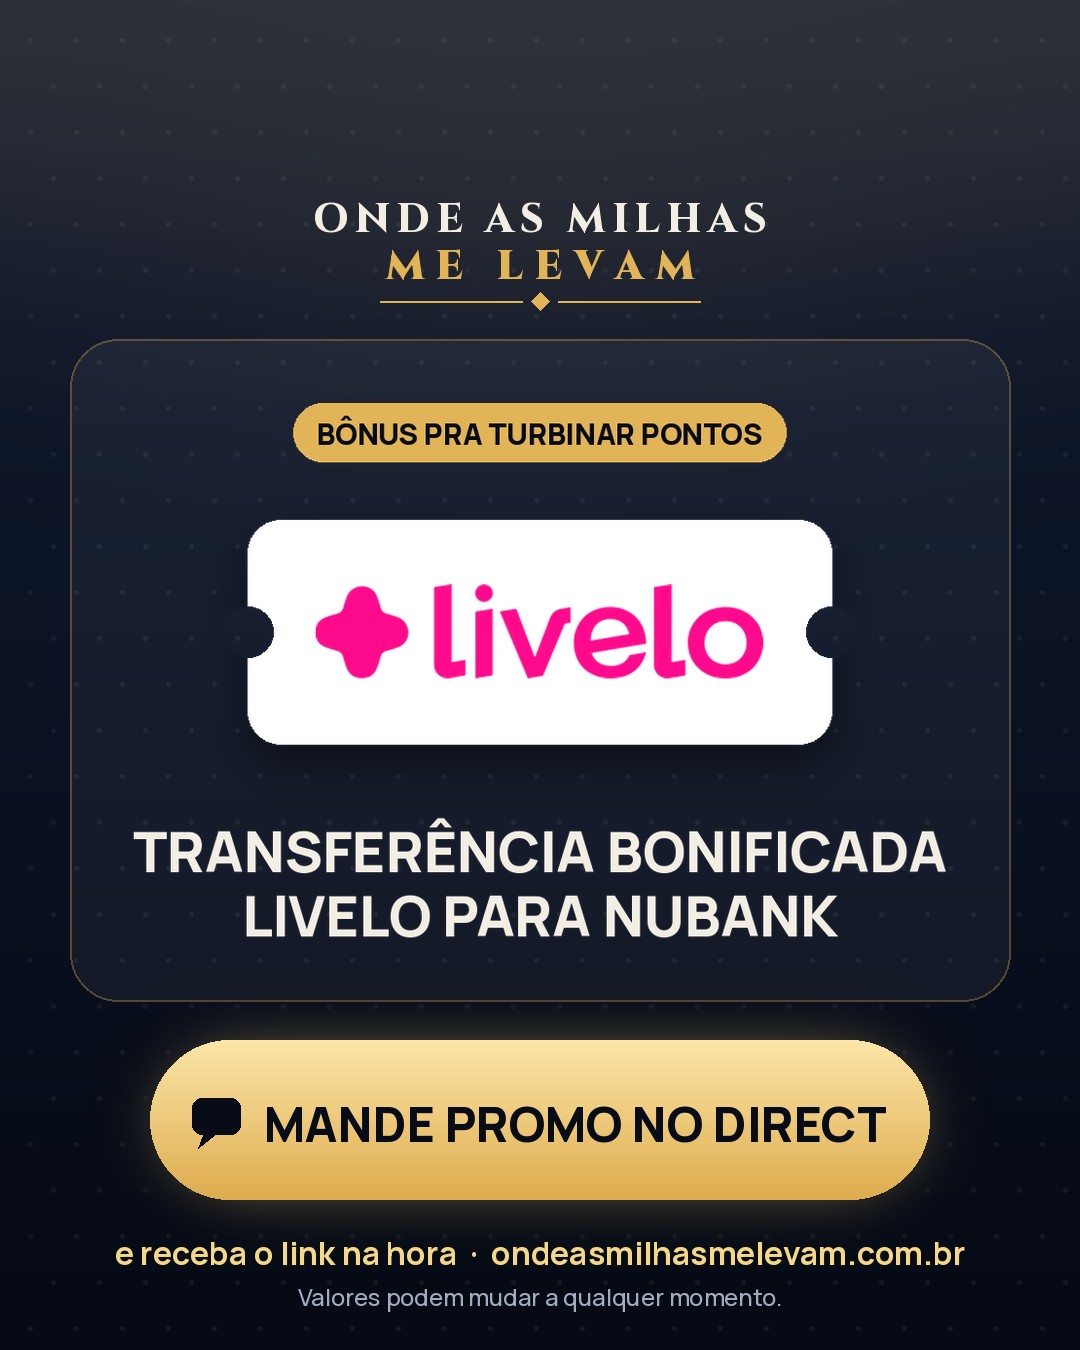 ONDE AS MILHAS
ME LEVAM
BÔNUS PRA TURBINAR PONTOS
livelo
TRANSFERÊNCIA BONIFICADA
LIVELO PARA NUBANK
MANDE PROMO NO DIRECT
e receba o link na hora · ondeasmilhasmelevam.com.br
Valores podem mudar a qualquer momento.